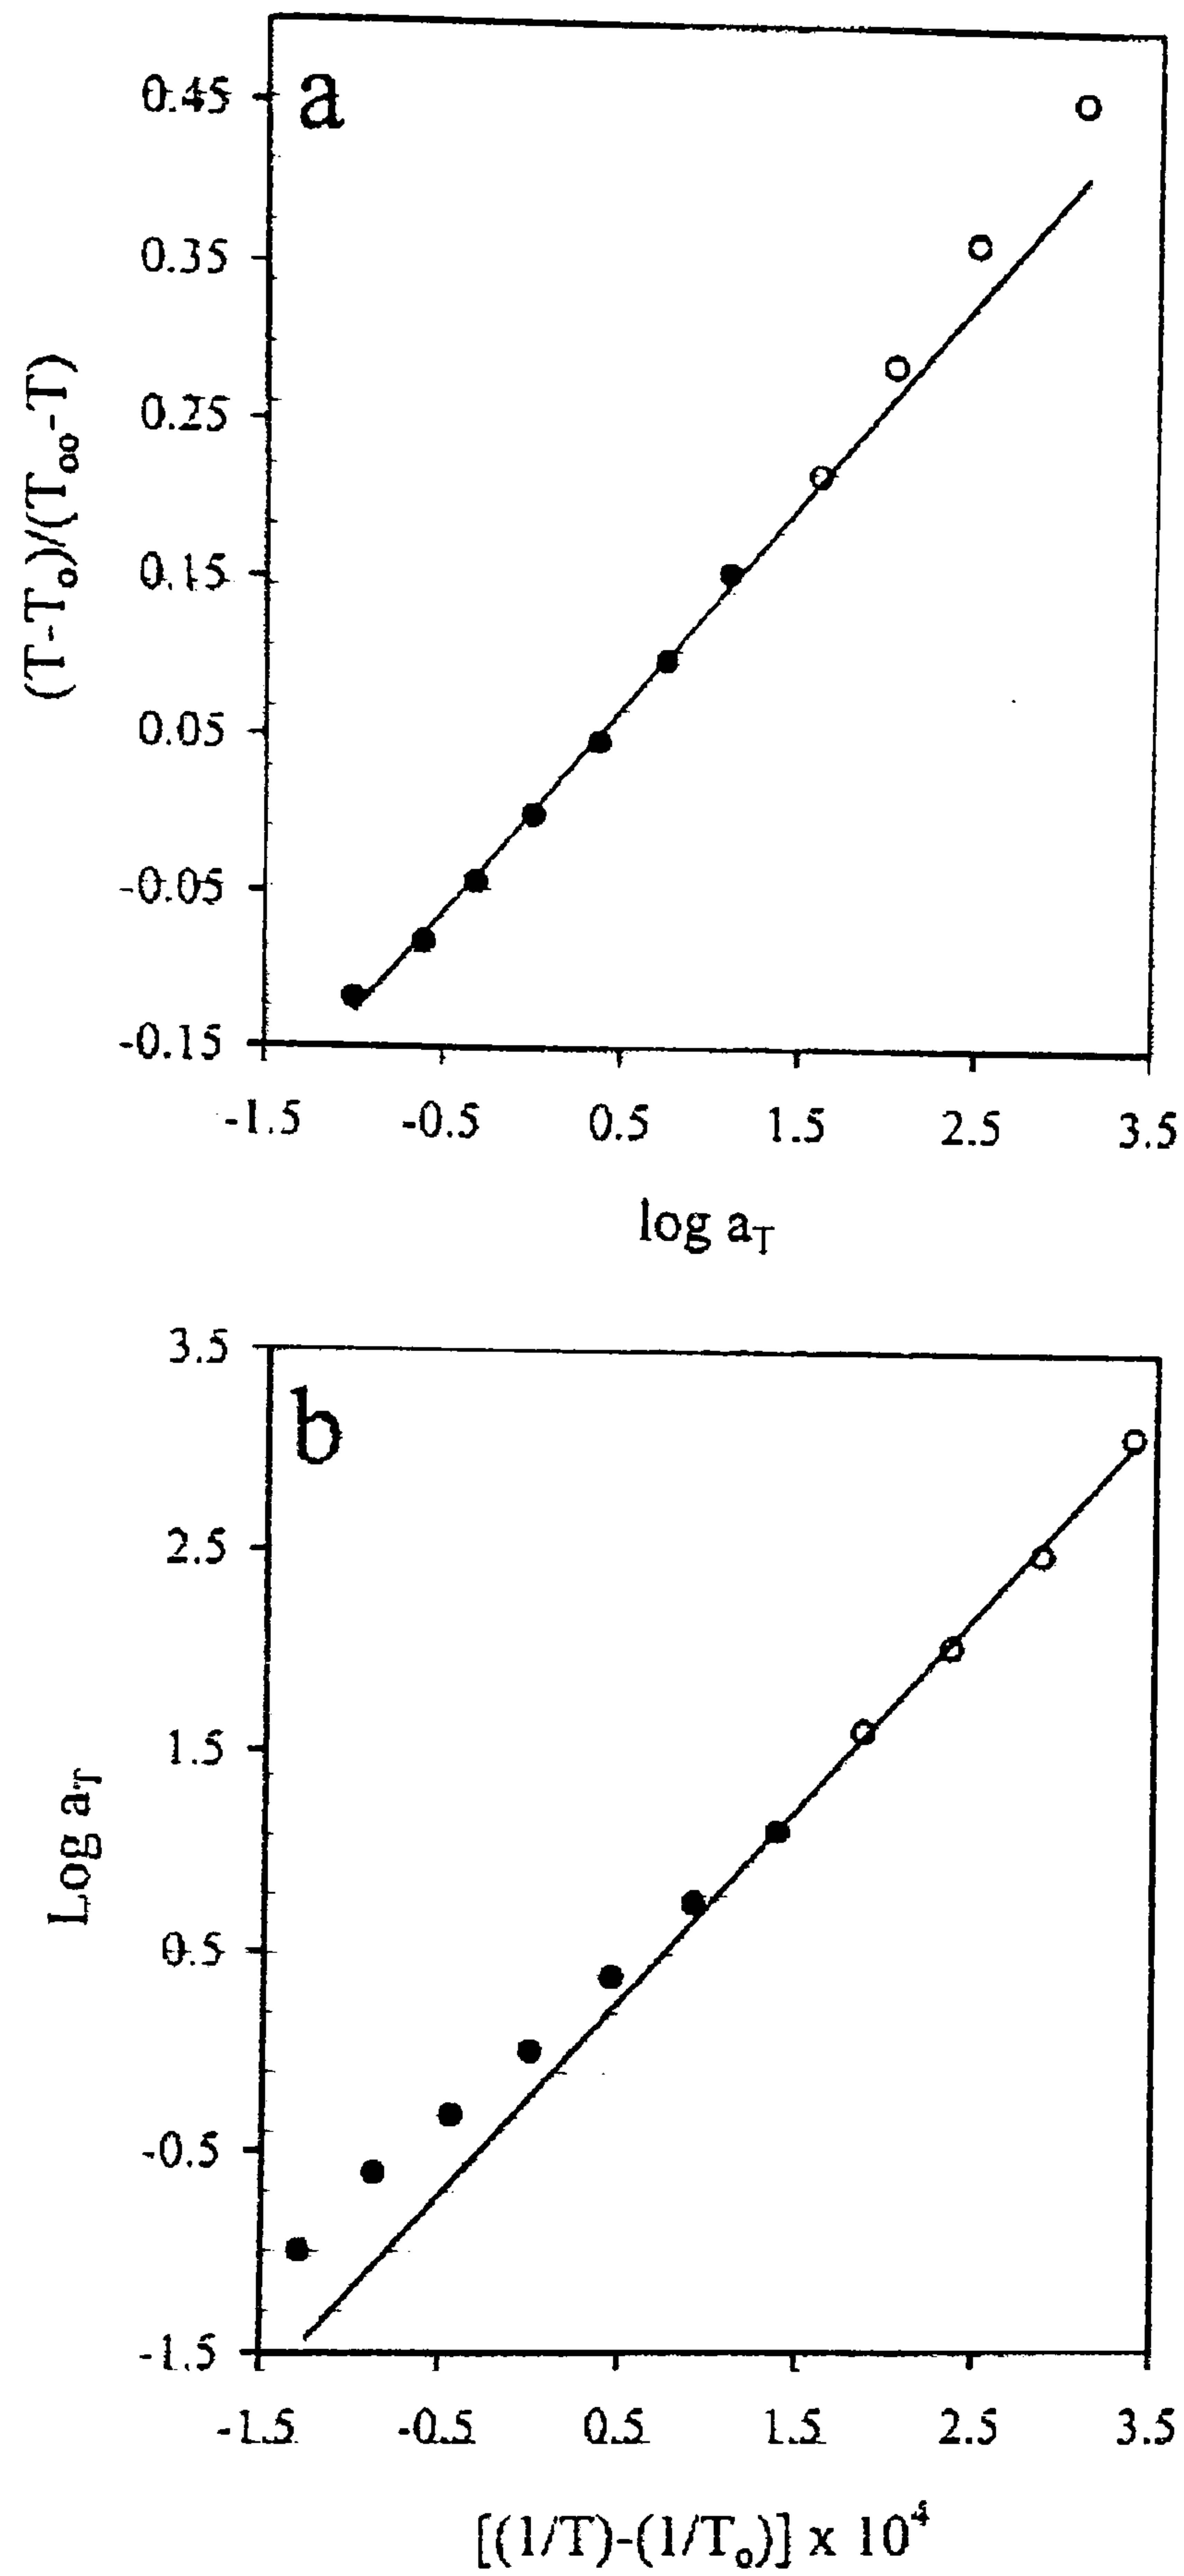 a
0.45
0.35
0.25
0.15
0.05
-0.05
-0.15
(T-To)/(T∞-T)
-1.5 -0.5 0.5 1.5 2.5 3.5
log aT
b
3.5
2.5
1.5
0.5
-0.5
-1.5
Log aT
-1.5 -0.5 0.5 1.5 2.5 3.5
[(1/T)-(1/To)] x 10⁴